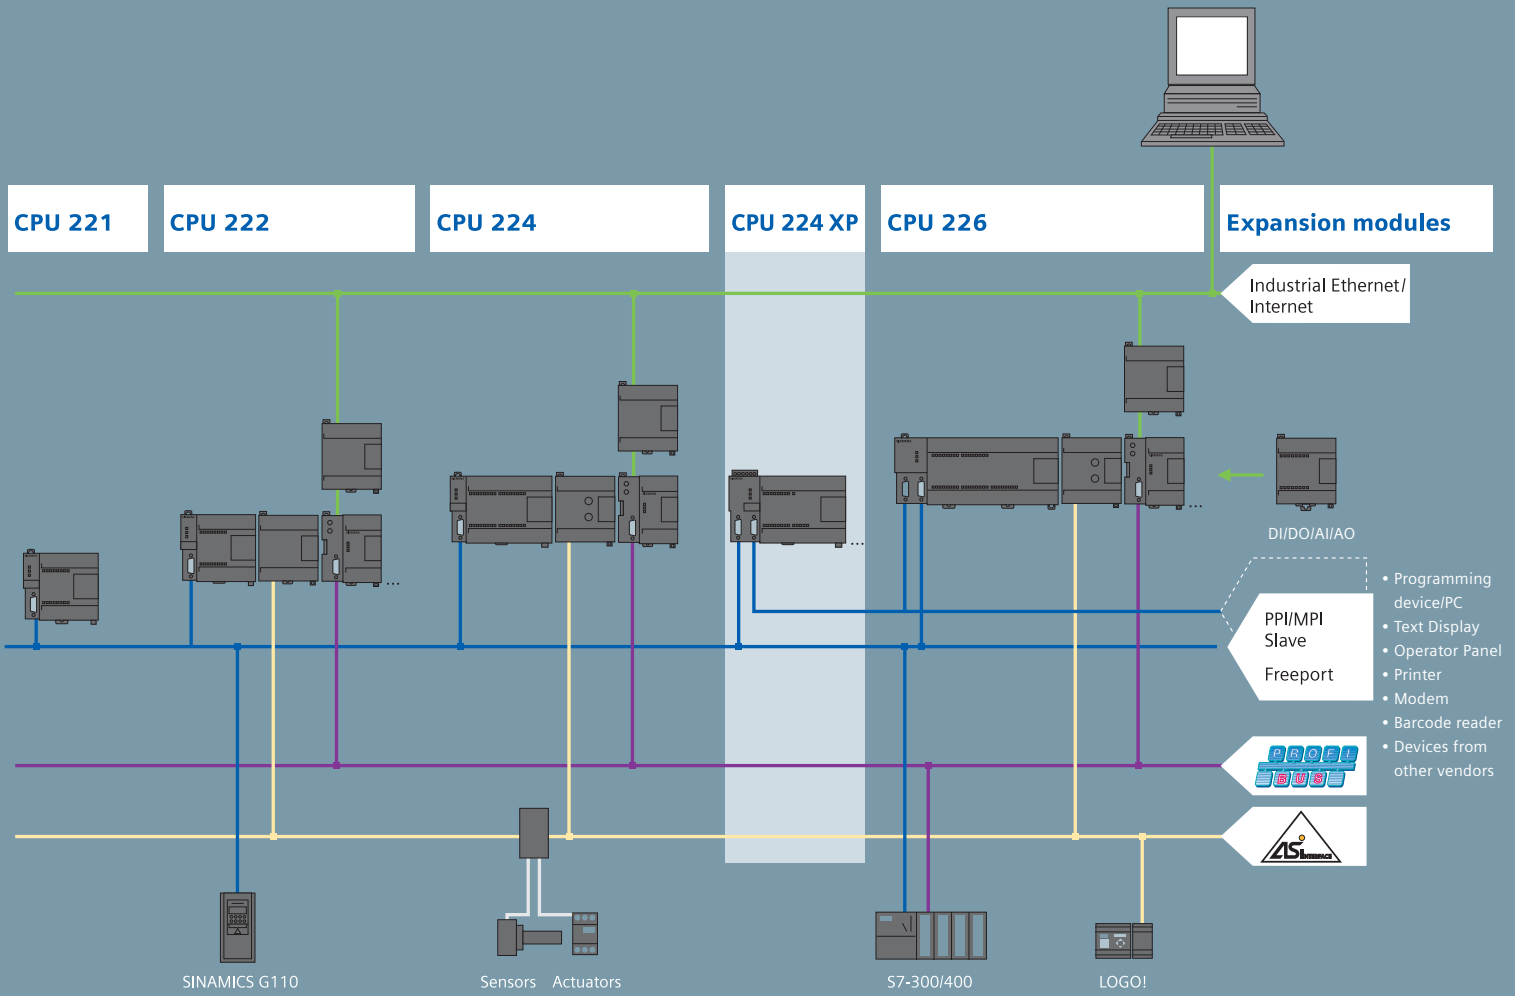 CPU 221
CPU 222
CPU 224
CPU 224 XP
CPU 226
Expansion modules
Industrial Ethernet/
Internet
DI/DO/AI/AO
PPI/MPI
Slave
Freeport
• Programming
device/PC
• Text Display
• Operator Panel
• Printer
• Modem
• Barcode reader
• Devices from
other vendors
PROFI
BUS
AS-INTERFACE
SINAMICS G110
Sensors
Actuators
S7-300/400
LOGO!